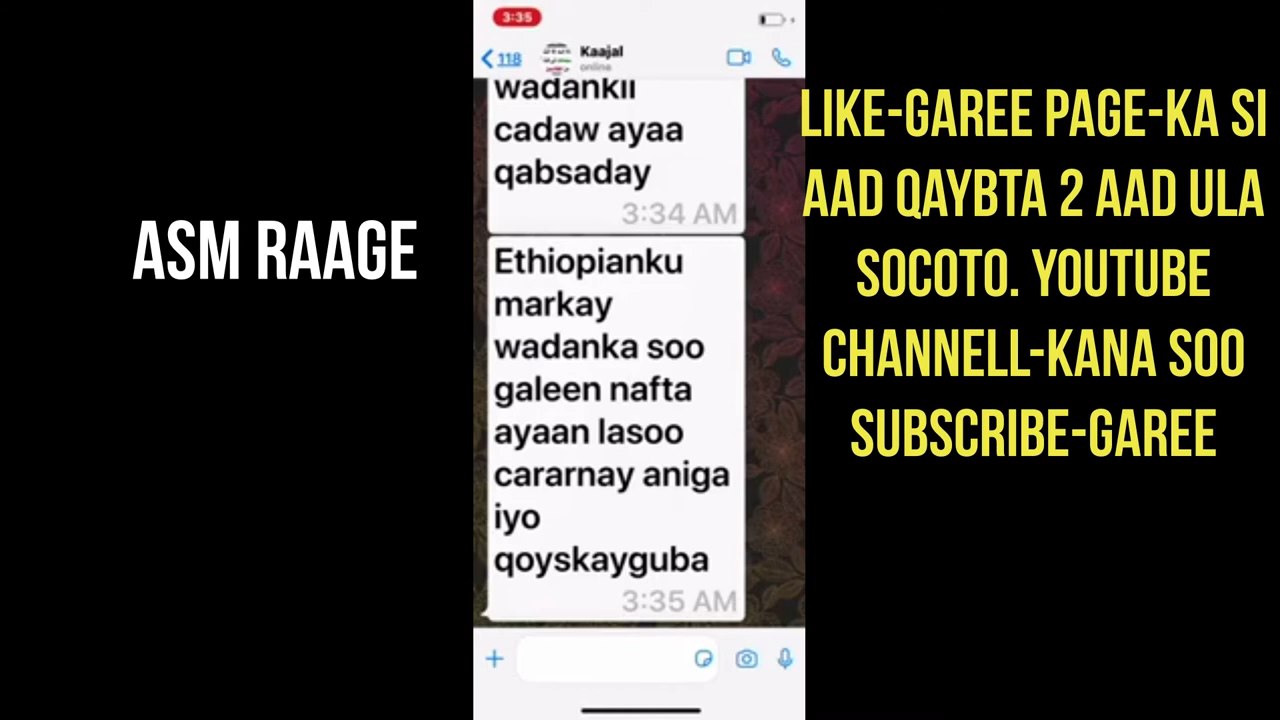 3:35
118
Kaajal
online
wadankii
cadaw ayaa
qabsaday
3:34 AM
Ethiopianku
markay
wadanka soo
galeen nafta
ayaan lasoo
cararnay aniga
iyo
qoyskayguba
3:35 AM
ASM RAAGE
LIKE-GAREE PAGE-KA SI
AAD QAYBTA 2 AAD ULA
SOCOTO. YOUTUBE
CHANNELL-KANA SOO
SUBSCRIBE-GAREE